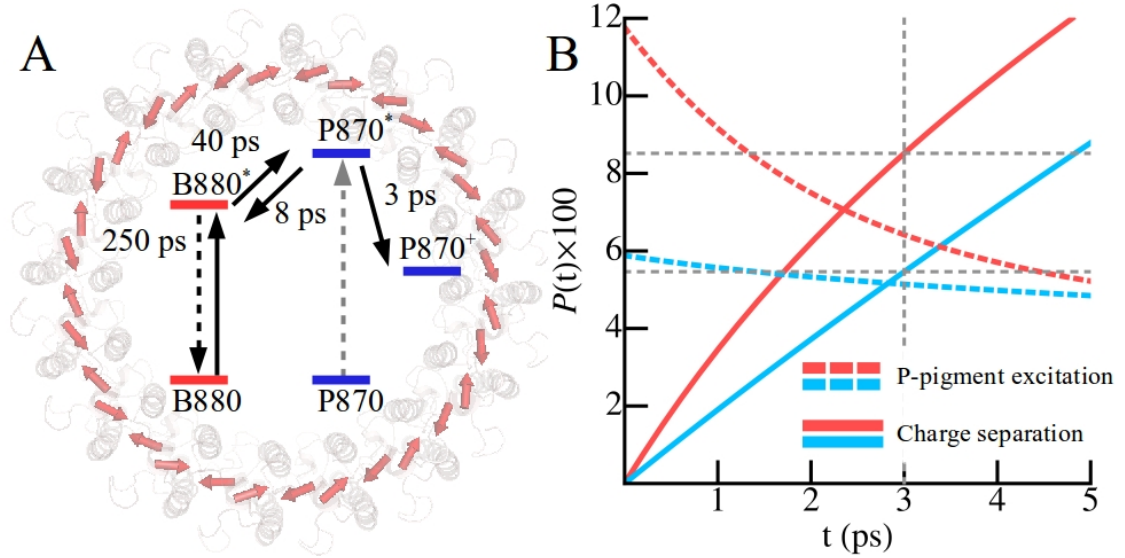 A
40 ps
P870*
B880*
8 ps
3 ps
250 ps
P870+
B880
P870
B
P(t)×100
12
10
8
6
4
2
P-pigment excitation
Charge separation
1
2
3
4
5
t (ps)